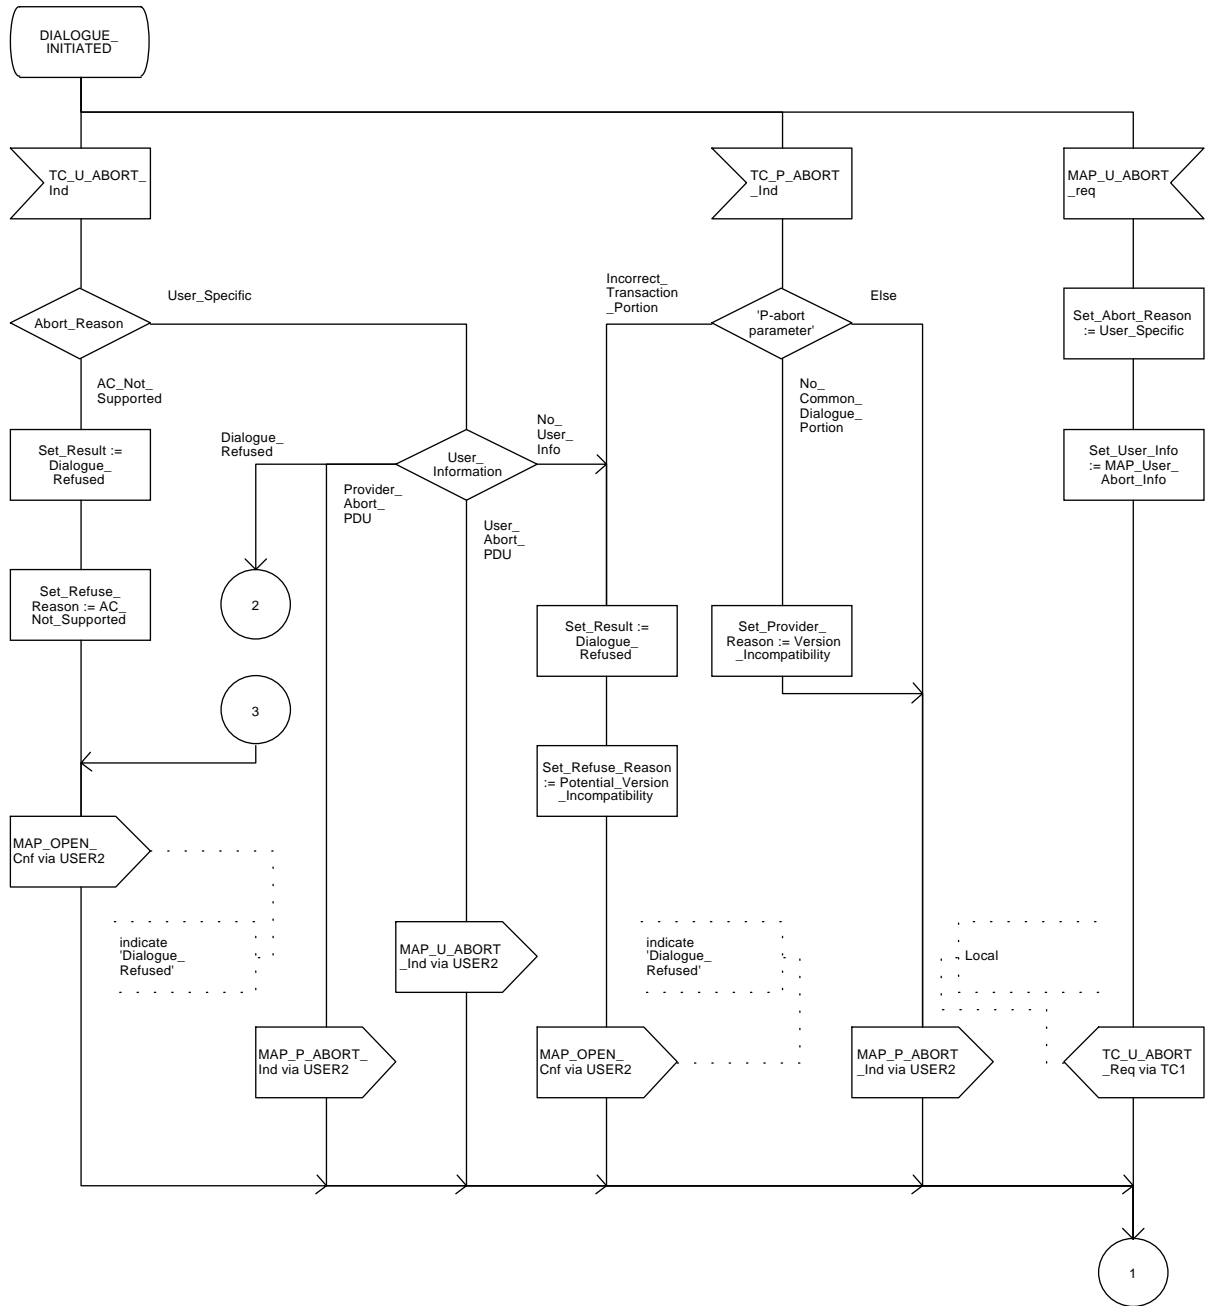 DIALOGUE_
INITIATED
TC_U_ABORT_
Ind
TC_P_ABORT
_Ind
MAP_U_ABORT
_req
Abort_Reason
User_Specific
Incorrect_
Transaction
_Portion
'P-abort
parameter'
Else
Set_Abort_Reason
:= User_Specific
AC_Not_
Supported
No_
Common_
Dialogue_
Portion
Set_Result :=
Dialogue_
Refused
Dialogue_
Refused
Provider_
Abort_
PDU
User_
Information
No_
User_
Info
User_
Abort_
PDU
Set_User_Info
:= MAP_User_
Abort_Info
Set_Refuse_
Reason := AC_
Not_Supported
2
Set_Result :=
Dialogue_
Refused
Set_Provider_
Reason := Version
_Incompatibility
3
Set_Refuse_Reason
:= Potential_Version
_Incompatibility
MAP_OPEN_
Cnf via USER2
indicate
'Dialogue_
Refused'
MAP_U_ABORT
_Ind via USER2
indicate
'Dialogue_
Refused'
Local
MAP_P_ABORT_
Ind via USER2
MAP_OPEN_
Cnf via USER2
MAP_P_ABORT
_Ind via USER2
TC_U_ABORT
_Req via TC1
1